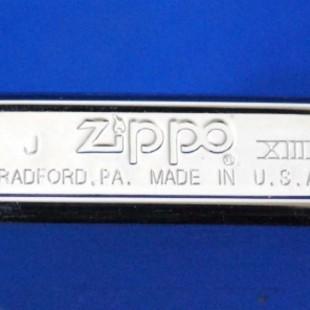 J Zippo® XIII
RADFORD, PA. MADE IN U.S.A